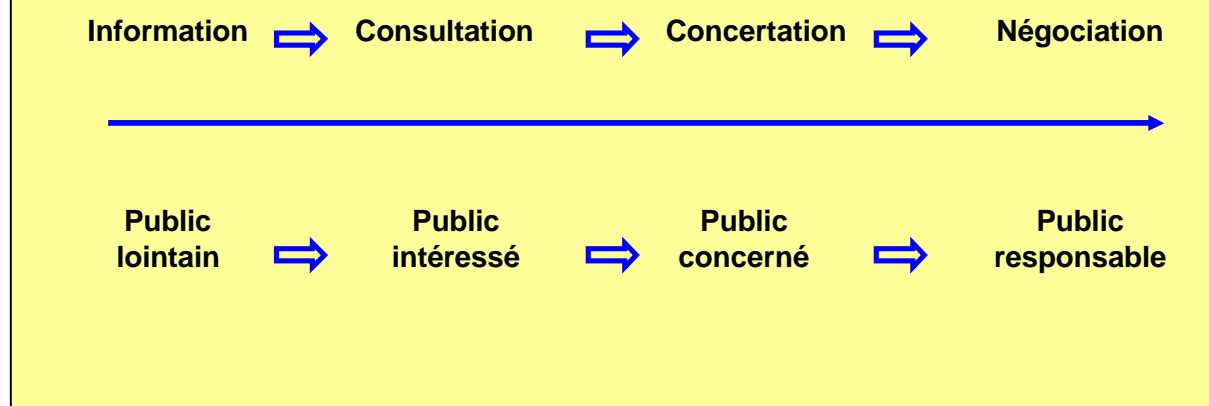 Information Consultation Concertation Négociation
Public Public Public Public
lointain intéressé concerné responsable